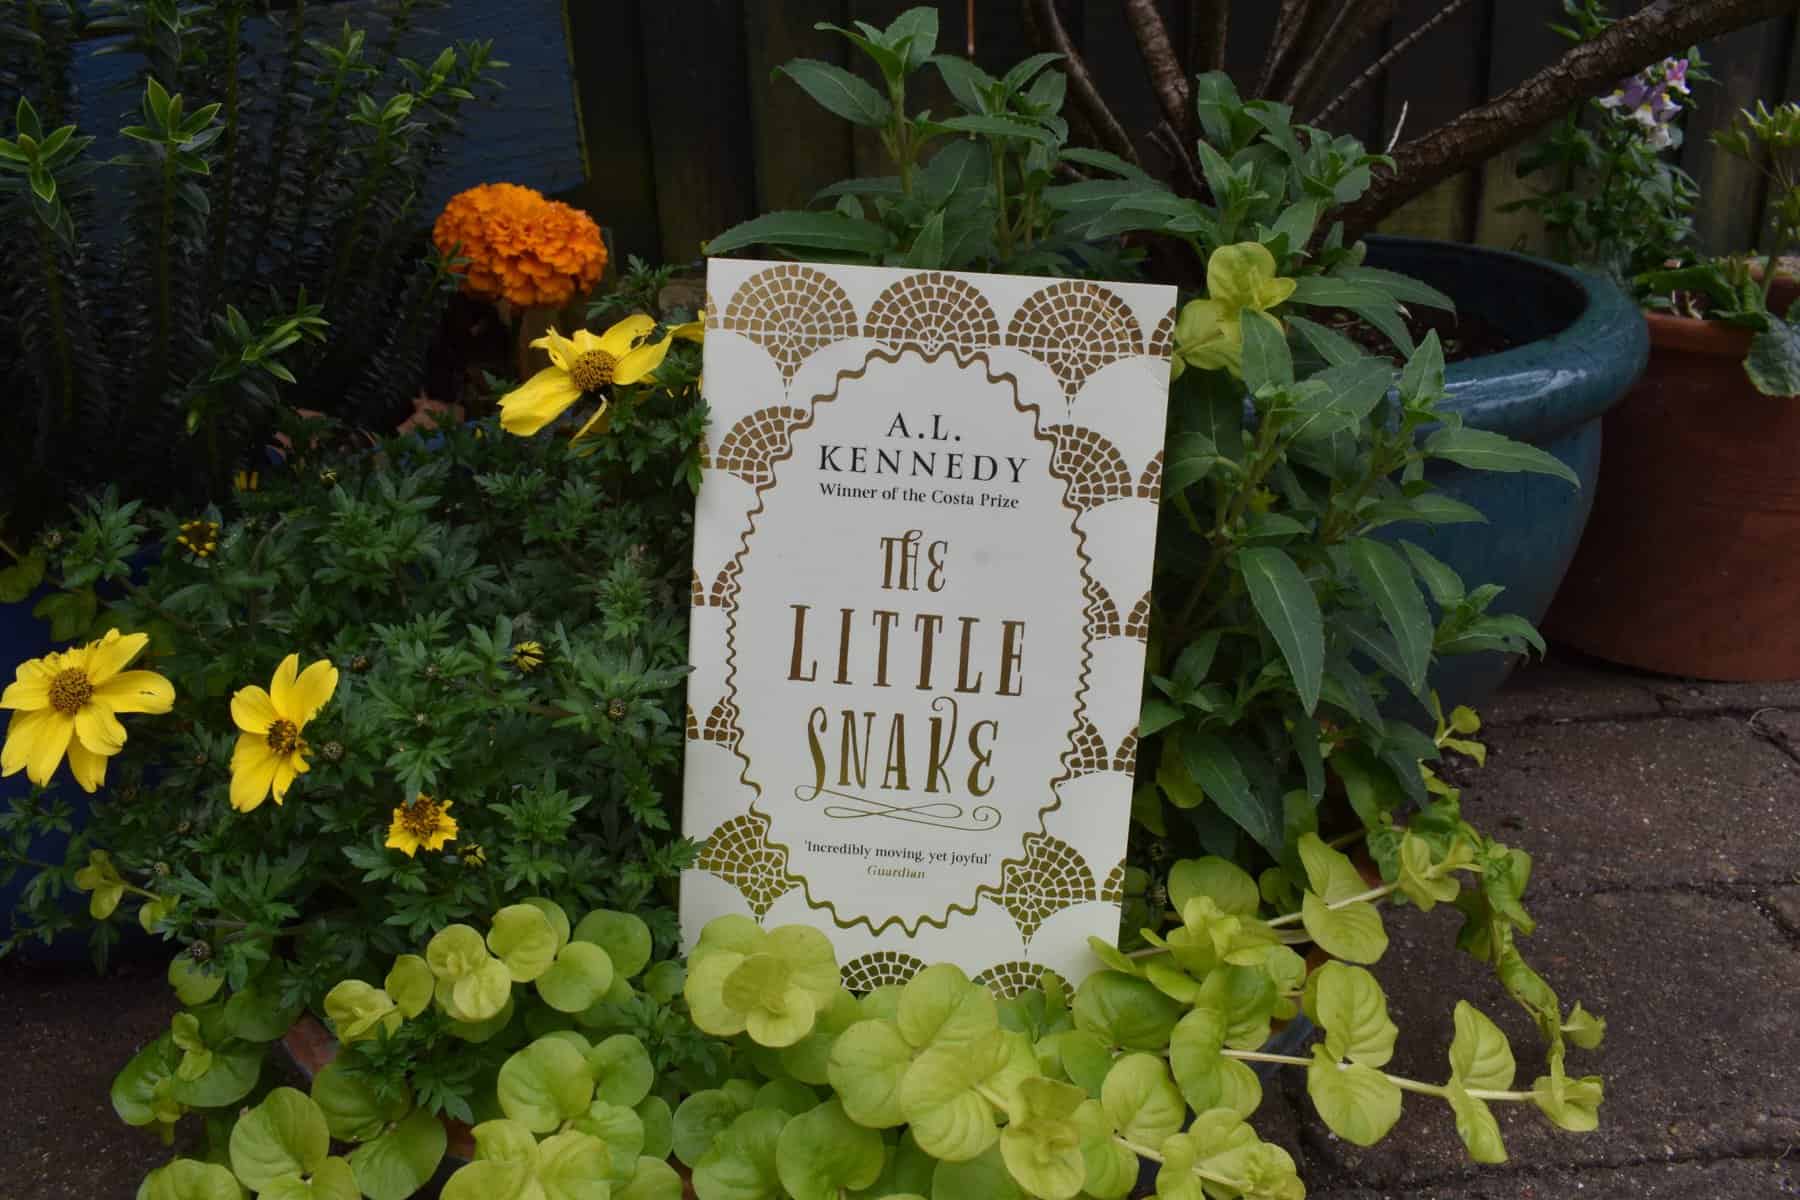 A.L.
KENNEDY
Winner of the Costa Prize
THE
LITTLE
SNAKE
'Incredibly moving, yet joyful'
Guardian